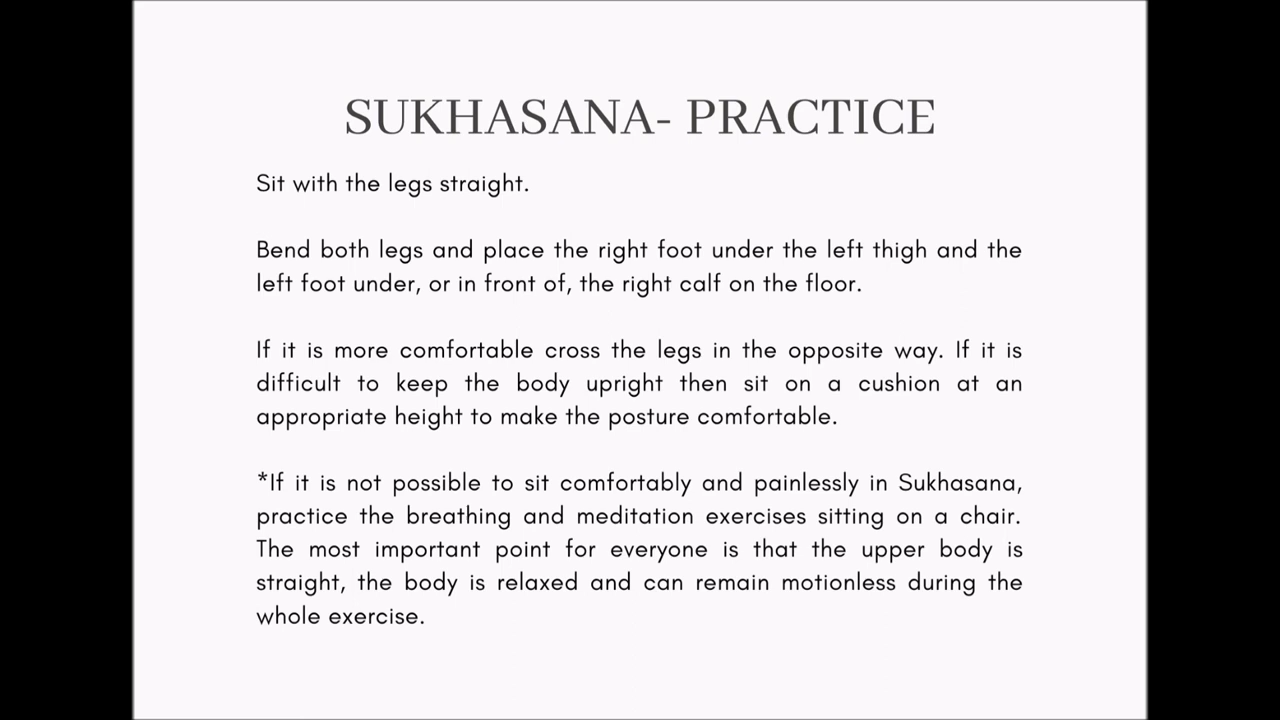 SUKHASANA- PRACTICE
Sit with the legs straight.
Bend both legs and place the right foot under the left thigh and the
left foot under, or in front of, the right calf on the floor.
If it is more comfortable cross the legs in the opposite way. If it is
difficult to keep the body upright then sit on a cushion at an
appropriate height to make the posture comfortable.
*If it is not possible to sit comfortably and painlessly in Sukhasana,
practice the breathing and meditation exercises sitting on a chair.
The most important point for everyone is that the upper body is
straight, the body is relaxed and can remain motionless during the
whole exercise.